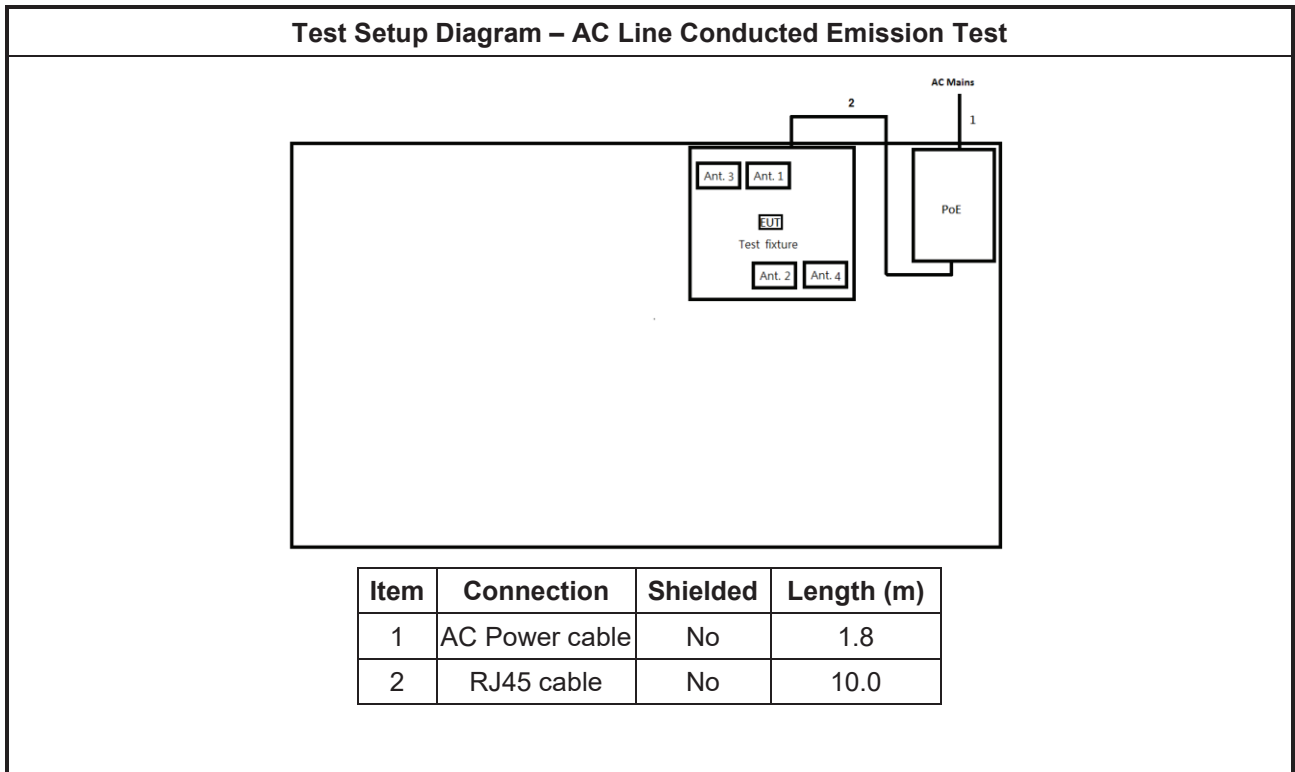 Test Setup Diagram – AC Line Conducted Emission Test
AC Mains
2
1
Ant. 3 Ant. 1
PoE
EUT
Test fixture
Ant. 2 Ant. 4
Item Connection Shielded Length (m)
1 AC Power cable No 1.8
2 RJ45 cable No 10.0